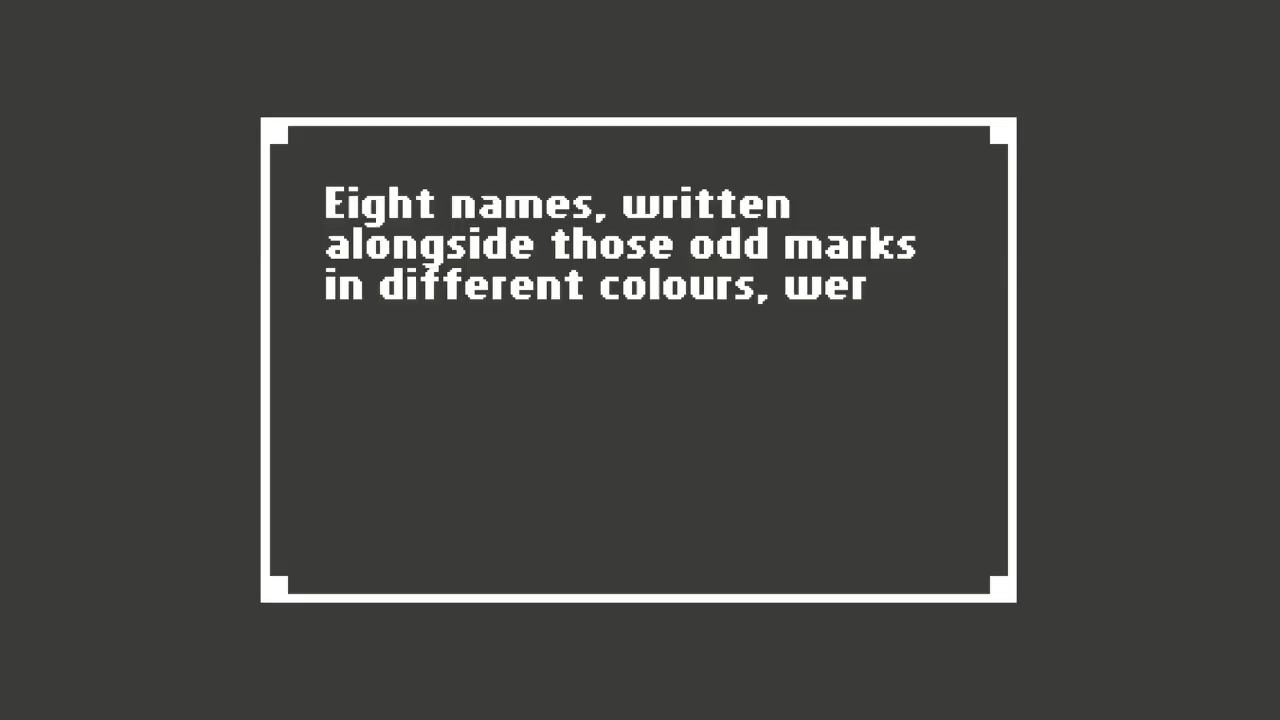 Eight names, written
alongside those odd marks
in different colours, wer